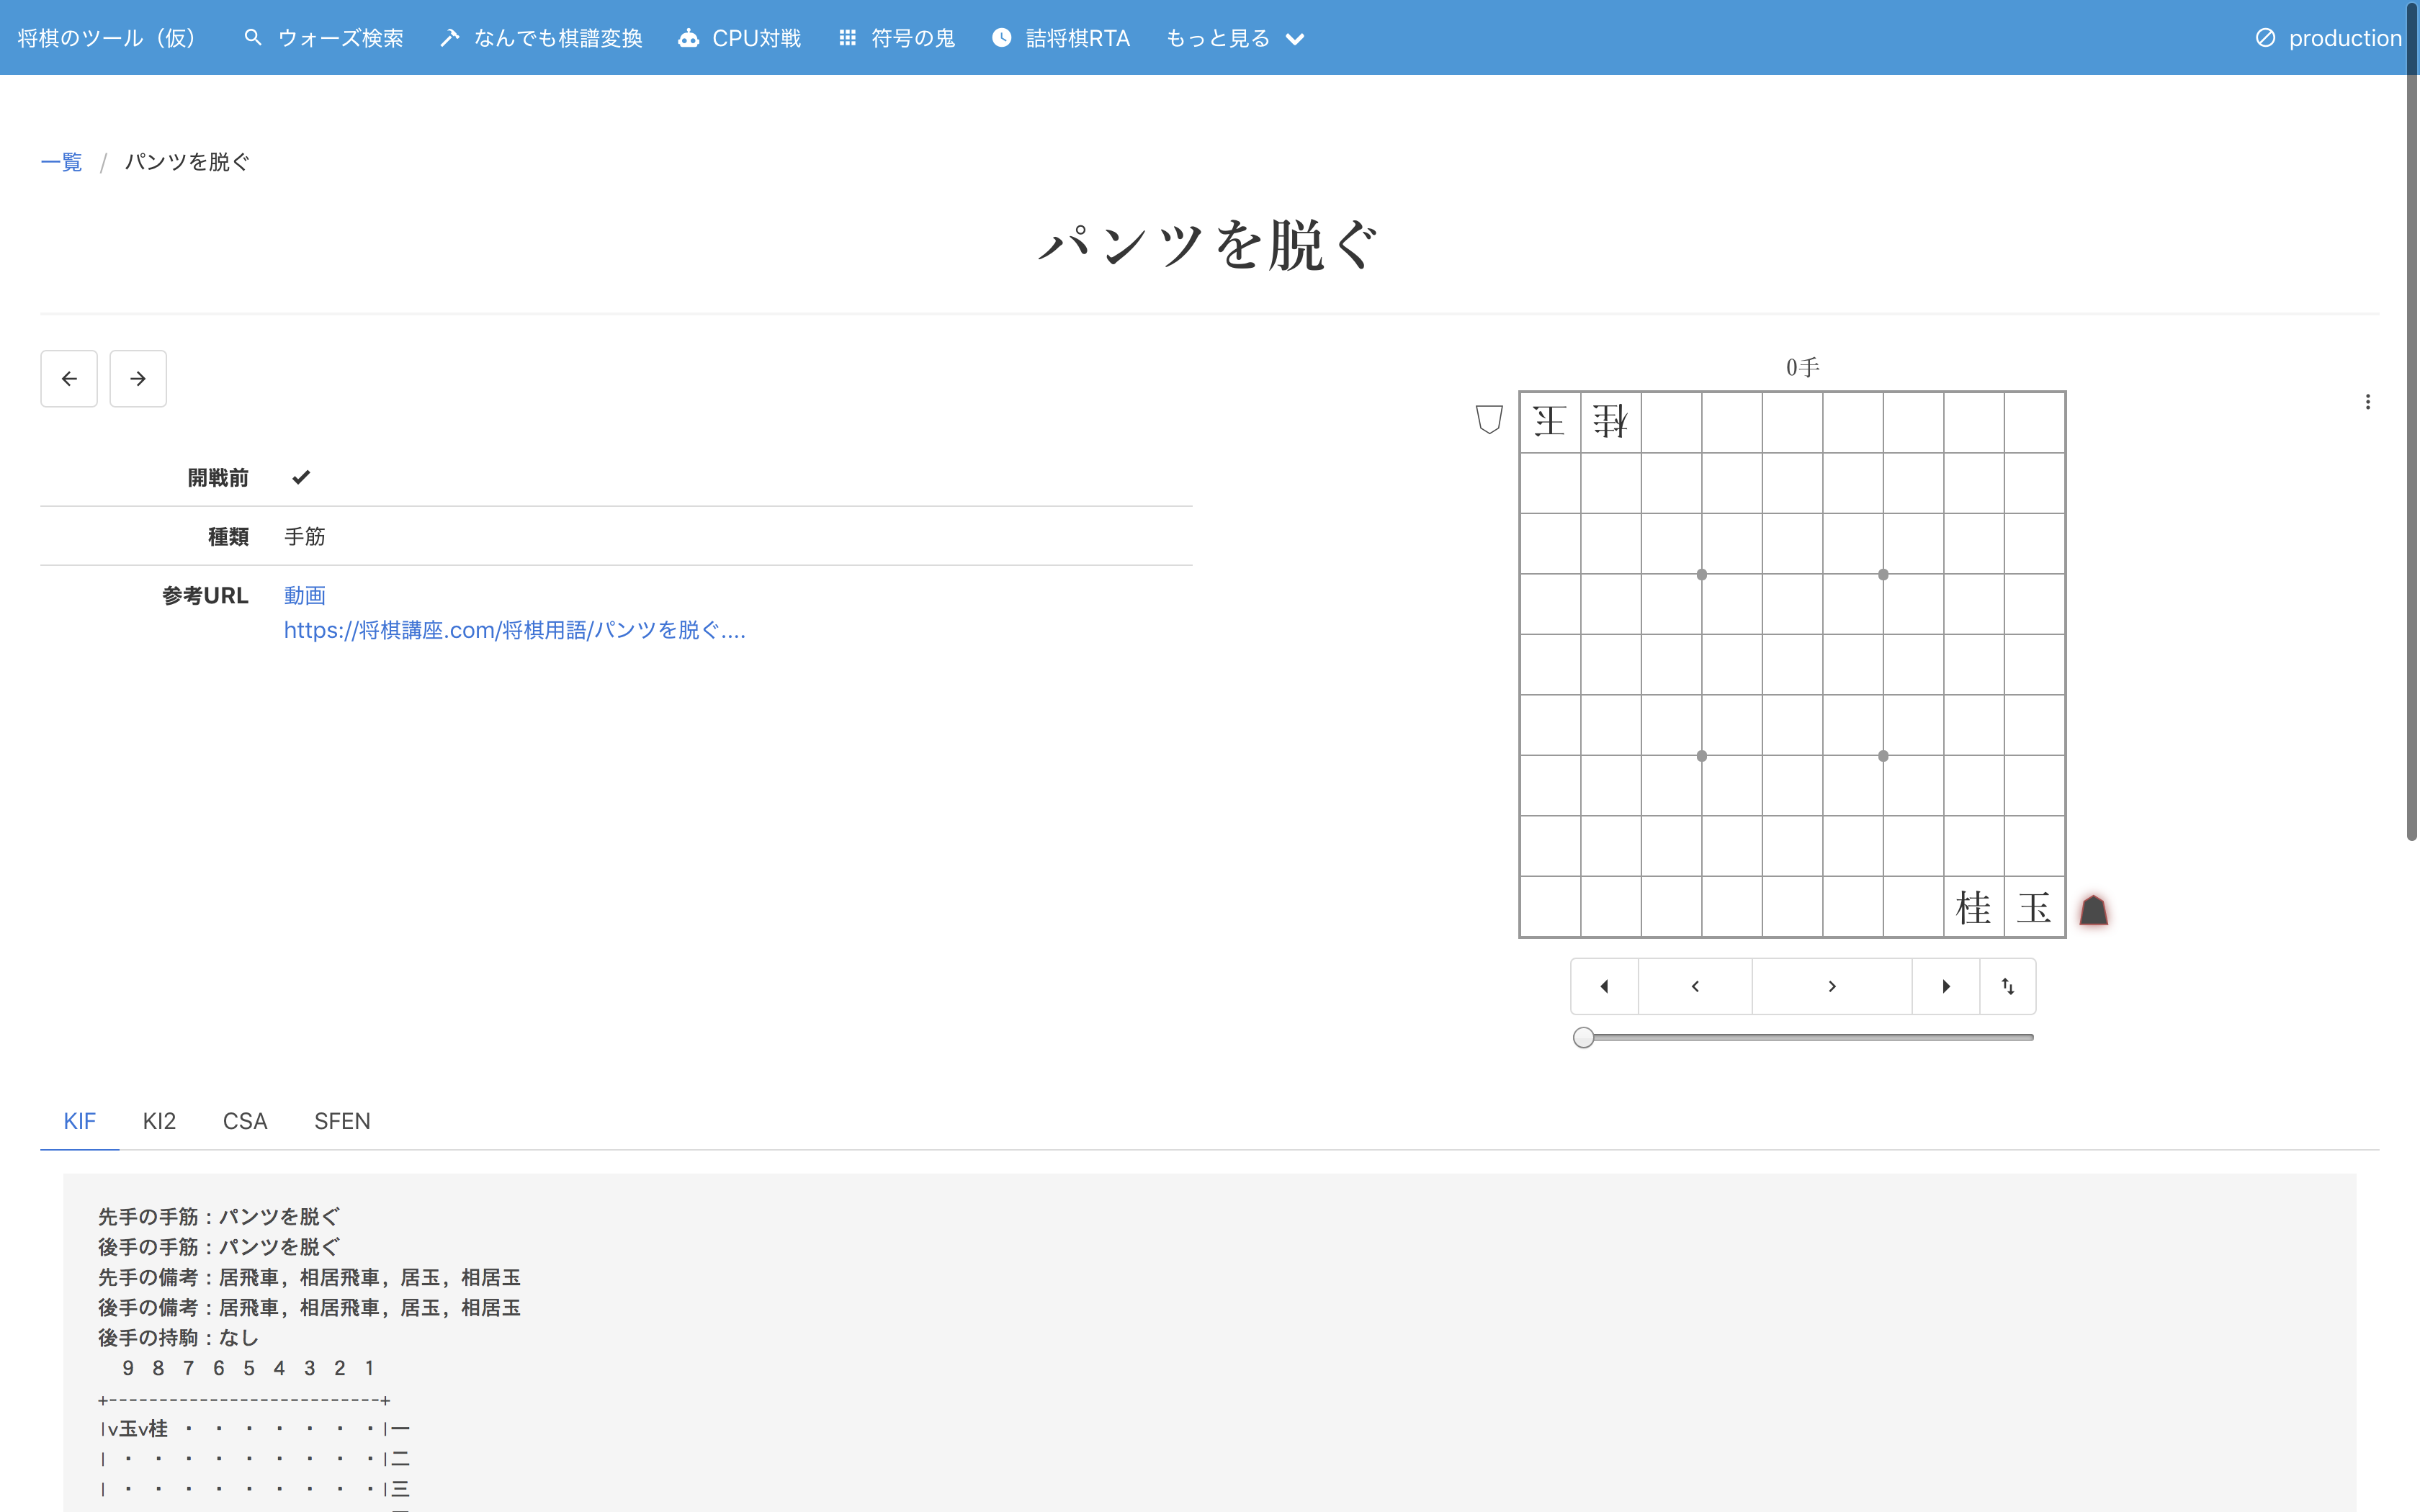 将棋のツール（仮） ウォーズ検索 なんでも棋譜変換 CPU対戦 符号の鬼 詰将棋RTA もっと見る production
一覧 / パンツを脱ぐ
パンツを脱ぐ
開戦前
種類 手筋
参考URL 動画
https://将棋講座.com/将棋用語/パンツを脱ぐ....
0手
王 桂
桂 玉
KIF KI2 CSA SFEN
先手の手筋：パンツを脱ぐ
後手の手筋：パンツを脱ぐ
先手の備考：居飛車, 相居飛車, 居玉, 相居玉
後手の備考：居飛車, 相居飛車, 居玉, 相居玉
後手の持駒：なし
9 8 7 6 5 4 3 2 1
+---------------------------+
|v玉v桂 ・ ・ ・ ・ ・ ・ ・|一
| ・ ・ ・ ・ ・ ・ ・ ・ ・|二
| ・ ・ ・ ・ ・ ・ ・ ・ ・|三